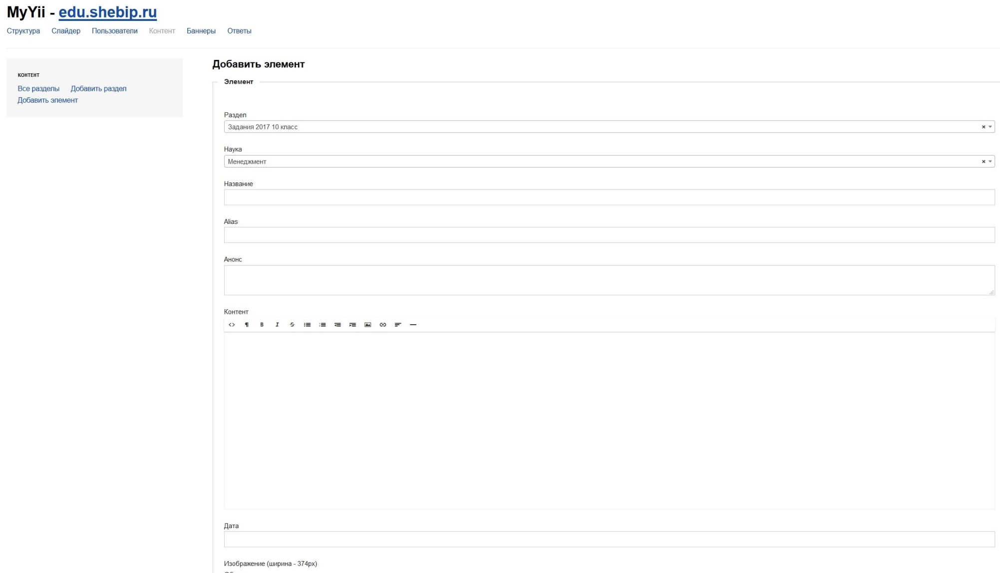 MyYii - edu.shebip.ru
Структура Слайдер Пользователи Контент Баннеры Ответы
КОНТЕНТ
Все разделы Добавить раздел
Добавить элемент
Добавить элемент
Элемент
Раздел
Задания 2017 10 класс
Наука
Менеджмент
Название
Alias
Анонс
Контент
Дата
Изображение (ширина - 374px)